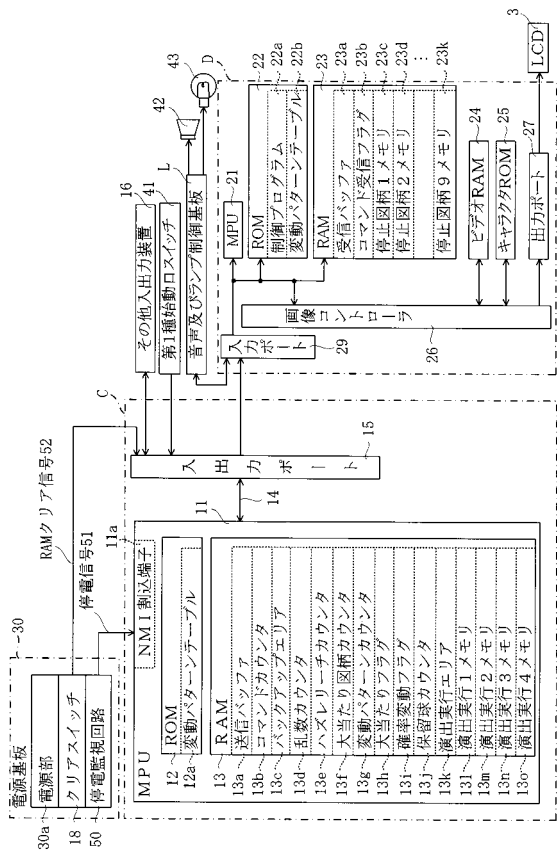 電源基板
30
30a
電源部
18
クリアスイッチ
50
停電監視回路
RAMクリア信号52
停電信号51
C
MPU
NMI割込端子
11a
11
12
ROM
12a
変動パターンテーブル
13
RAM
13a
送信バッファ
13b
コマンドカウンタ
13c
バックアップエリア
13d
乱数カウンタ
13e
ハズレリーチカウンタ
13f
大当たり図柄カウンタ
13g
変動パターンカウンタ
13h
大当たりフラグ
13i
確率変動フラグ
13j
保留球カウンタ
13k
演出実行エリア
13l
演出実行1メモリ
13m
演出実行2メモリ
13n
演出実行3メモリ
13o
演出実行4メモリ
14
入出力ポート
15
その他入出力装置
16
第1種始動口スイッチ
41
音声及びランプ制御基板
L
42
43
D
入力ポート
29
MPU
21
ROM
22
制御プログラム
22a
変動パターンテーブル
22b
RAM
23
受信バッファ
23a
コマンド受信フラグ
23b
停止図柄1メモリ
23c
停止図柄2メモリ
23d
⋮
停止図柄9メモリ
23k
画像コントローラ
26
ビデオRAM
24
キャラクタROM
25
出力ポート
27
LCD
3